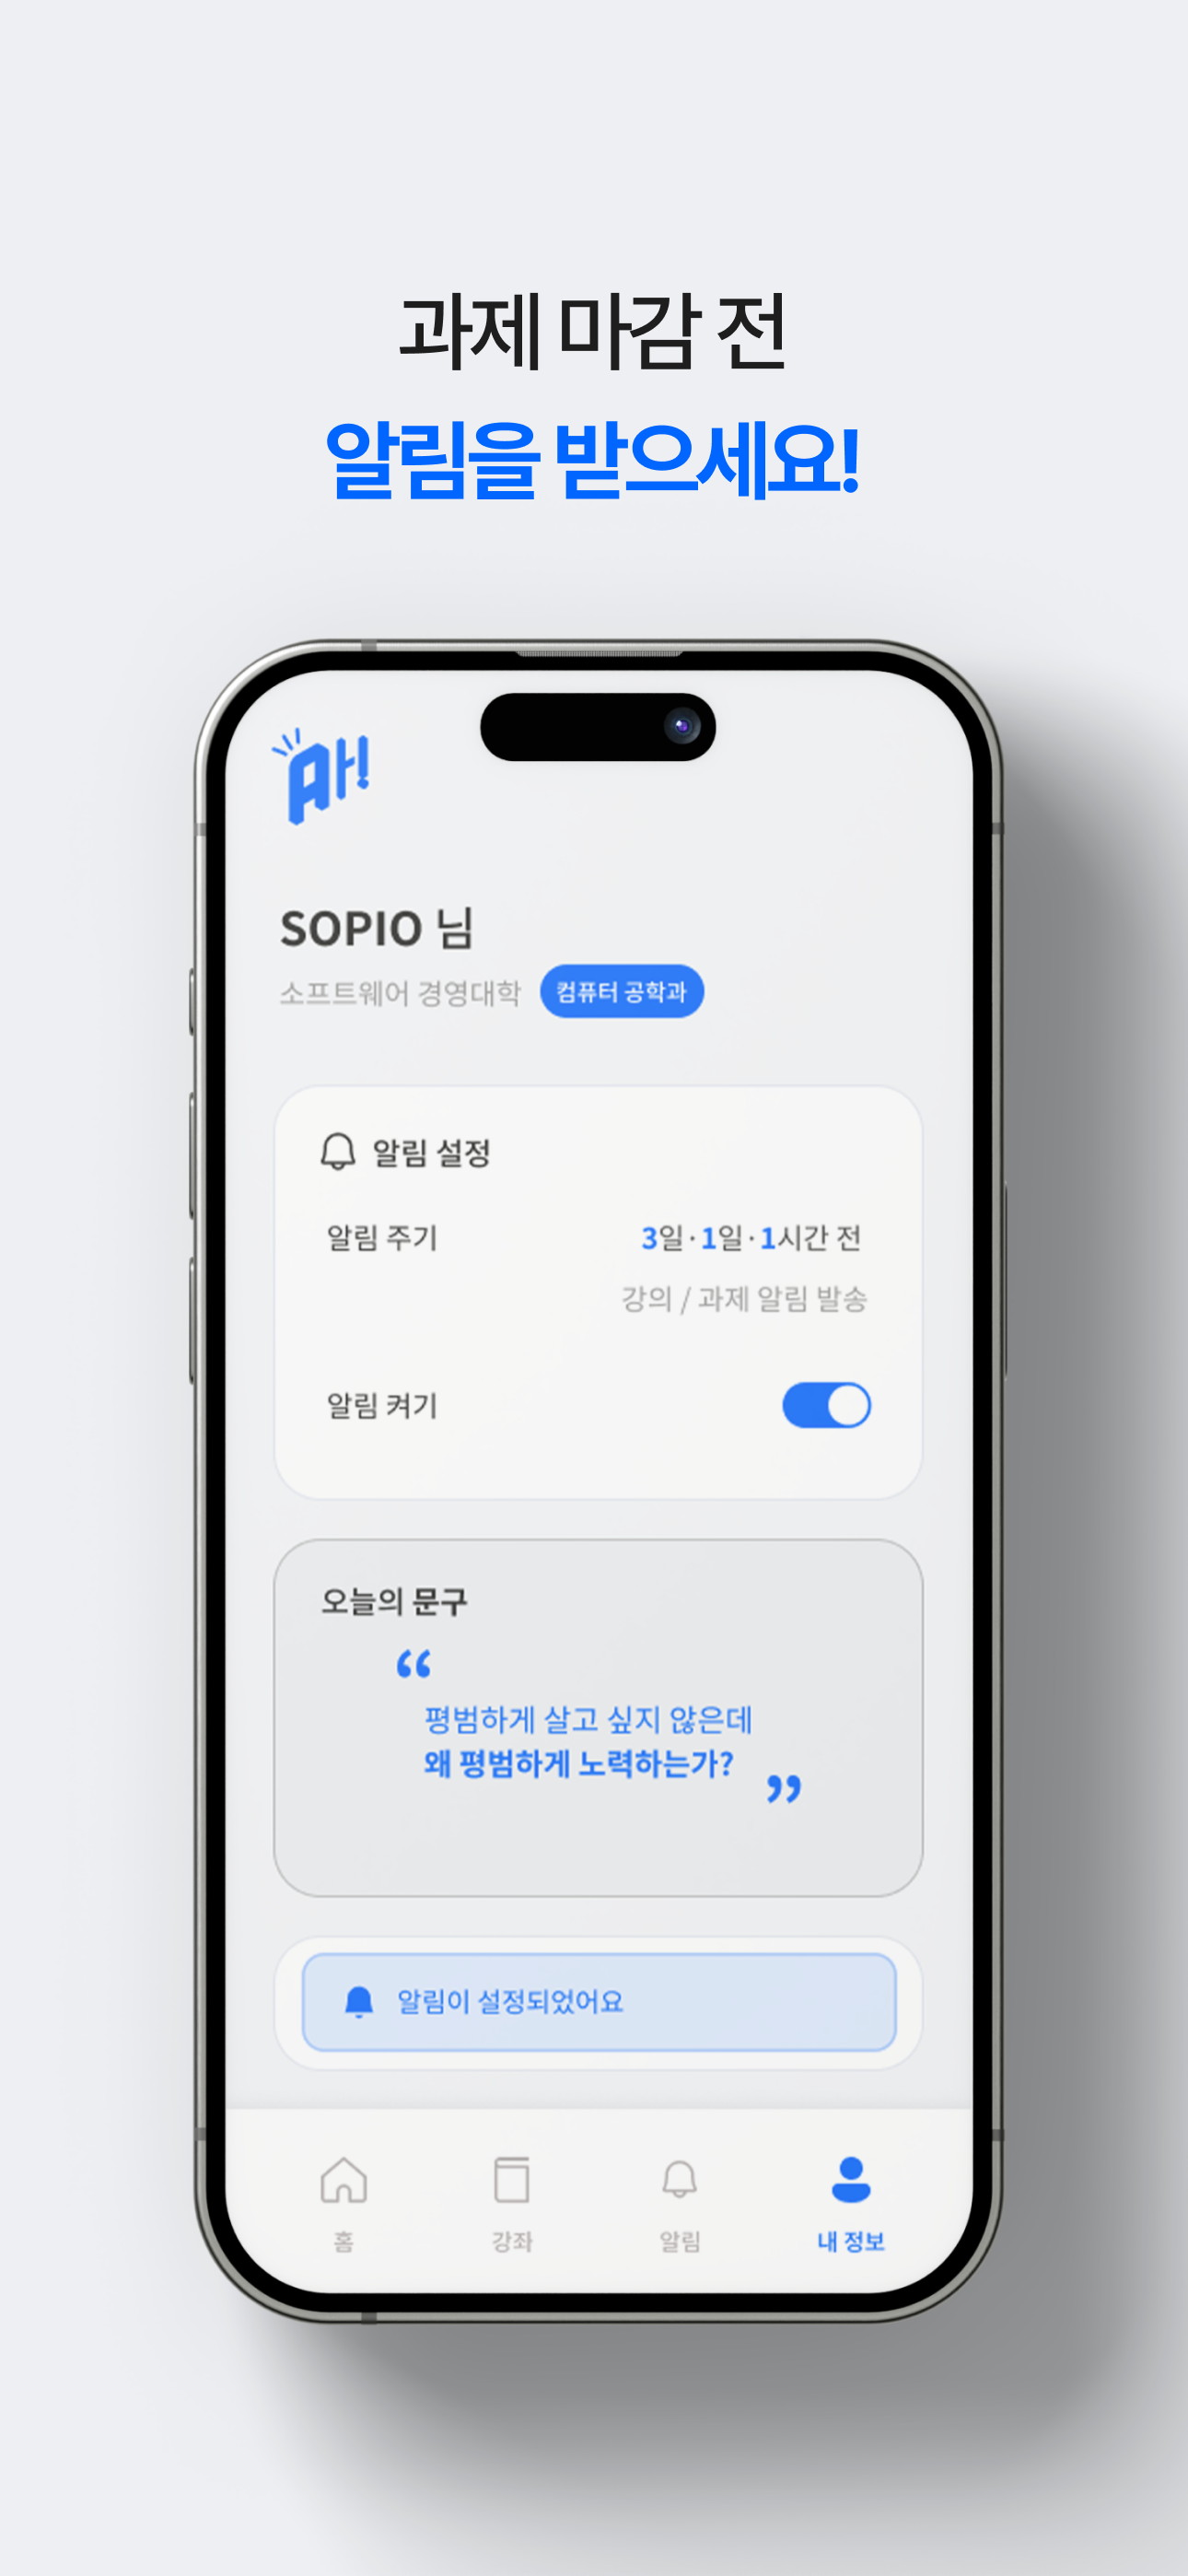 과제 마감 전
알림을 받으세요!
AH!
SOPIO 님
소프트웨어 경영대학 컴퓨터 공학과
알림 설정
알림 주기 3일·1일·1시간 전
강의 / 과제 알림 발송
알림 켜기
오늘의 문구
“
평범하게 살고 싶지 않은데
왜 평범하게 노력하는가?
”
알림이 설정되었어요
홈 강좌 알림 내 정보